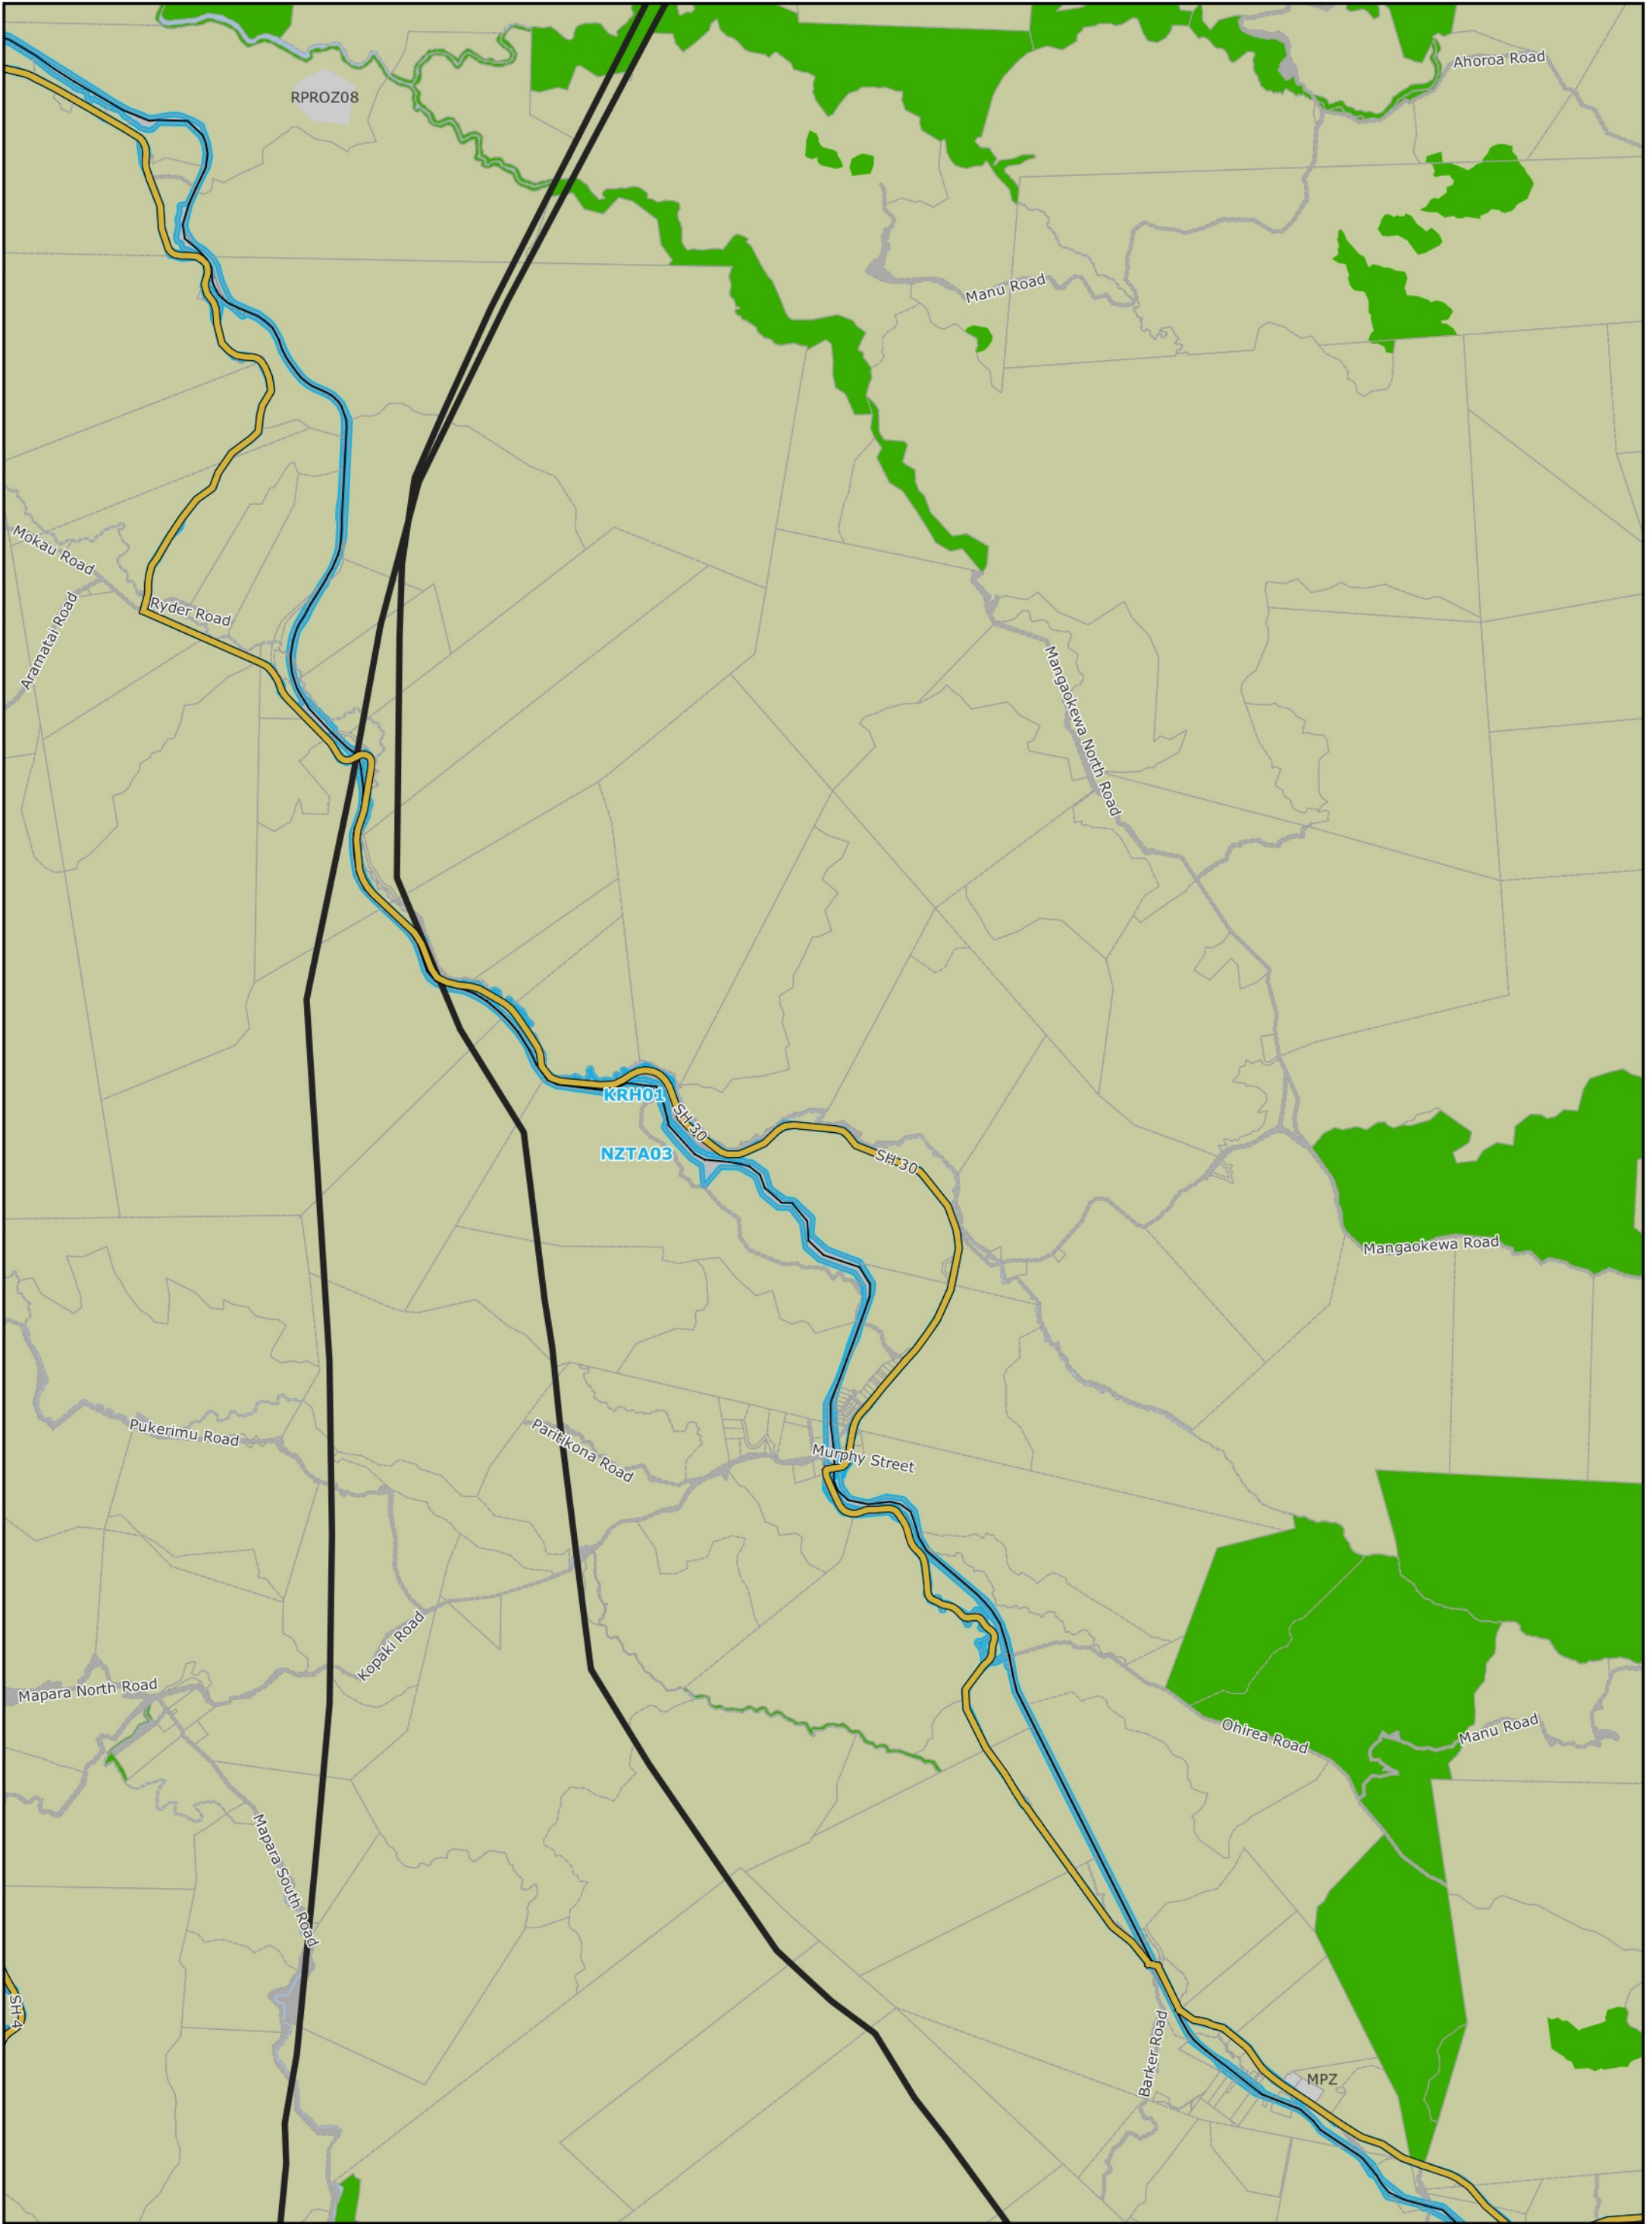 Ahoroa Road
RPROZ08
Manu Road
Mokau Road
Ryder Road
Aramatai Road
Mangaokewa North Road
KRH01
SH 30
NZTA03
SH 30
Mangaokewa Road
Pukerimu Road
Paritikona Road
Murphy Street
Kopaki Road
Mapara North Road
Ohirea Road
Manu Road
Mapara South Road
SH 4
Barker Road
MPZ